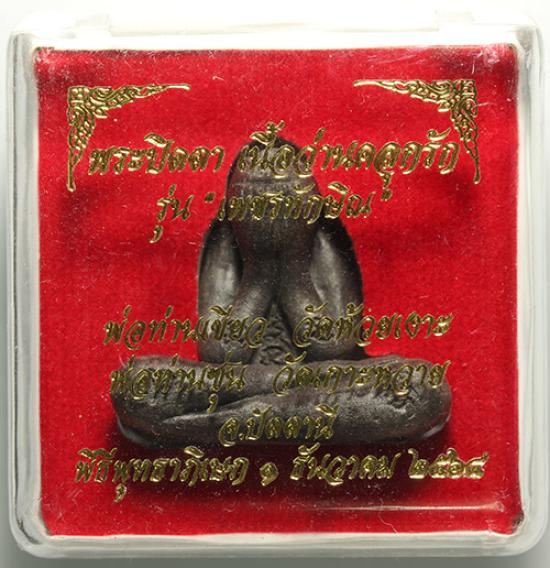 พระปิดตา เนื้อว่านคลุกรัก
รุ่น "เพชรทักษิณ"
พ่อท่านเขียว วัดห้วยเงาะ
พ่อท่านซุ่น วัดเกาะหวาย
จ.ปัตตานี
พิธีพุทธาภิเษก ๑ ธันวาคม ๒๕๕๔